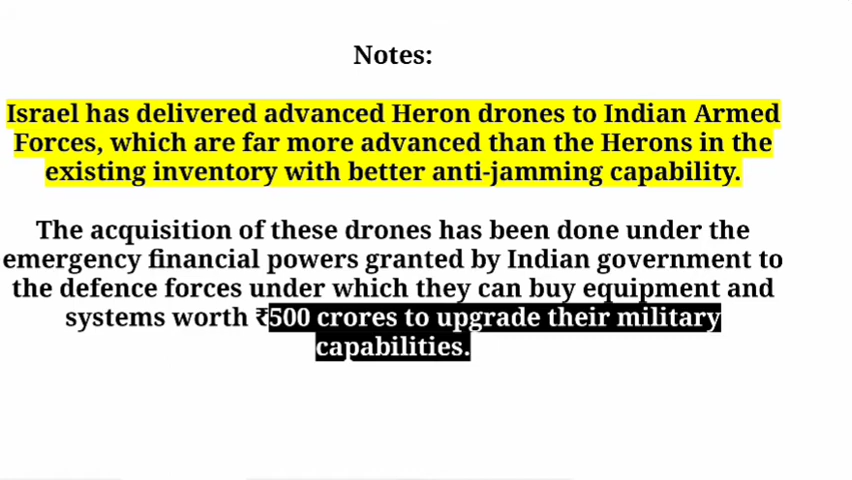 Notes:
Israel has delivered advanced Heron drones to Indian Armed
Forces, which are far more advanced than the Herons in the
existing inventory with better anti-jamming capability.
The acquisition of these drones has been done under the
emergency financial powers granted by Indian government to
the defence forces under which they can buy equipment and
systems worth ₹500 crores to upgrade their military
capabilities.